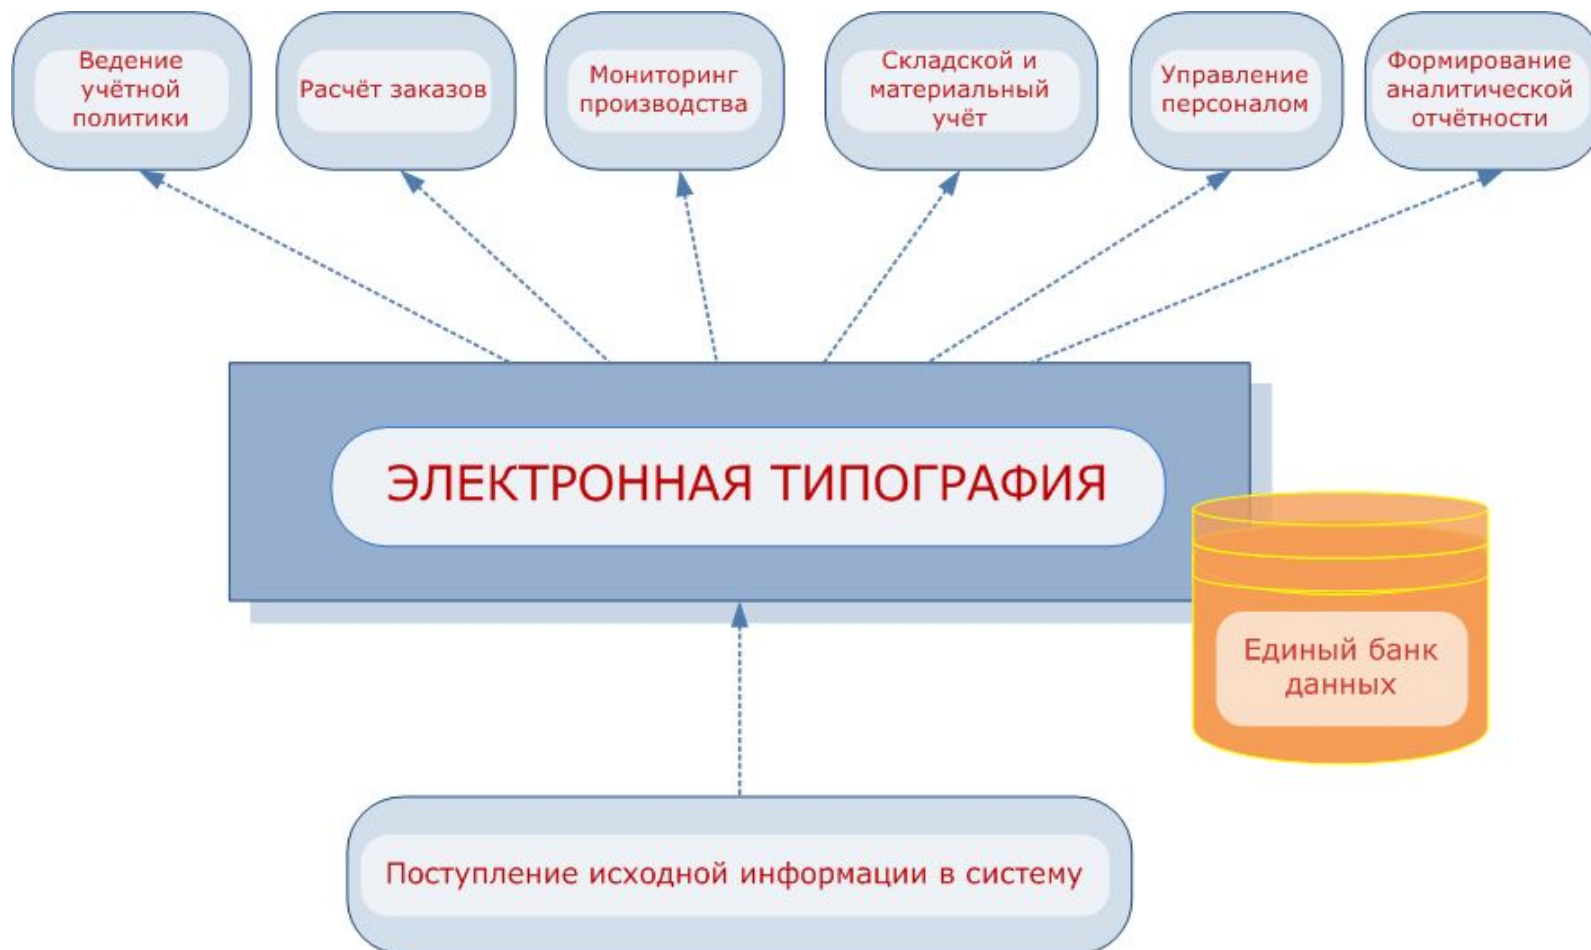 Ведение
учётной
политики
Расчёт заказов
Мониторинг
производства
Складской и
материальный
учёт
Управление
персоналом
Формирование
аналитической
отчётности
ЭЛЕКТРОННАЯ ТИПОГРАФИЯ
Единый банк
данных
Поступление исходной информации в систему